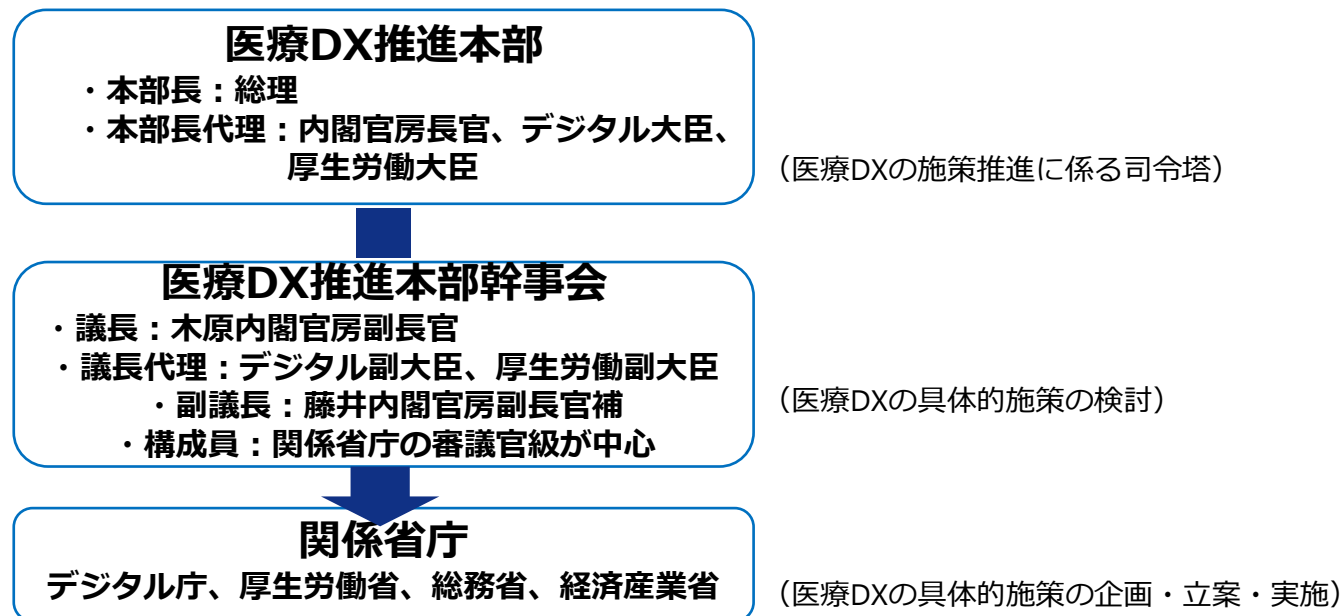 医療DX推進本部
・本部長：総理
・本部長代理：内閣官房長官、デジタル大臣、
厚生労働大臣
（医療DXの施策推進に係る司令塔）
医療DX推進本部幹事会
・議長：木原内閣官房副長官
・議長代理：デジタル副大臣、厚生労働副大臣
・副議長：藤井内閣官房副長官補
・構成員：関係省庁の審議官級が中心
（医療DXの具体的施策の検討）
関係省庁
デジタル庁、厚生労働省、総務省、経済産業省
（医療DXの具体的施策の企画・立案・実施）